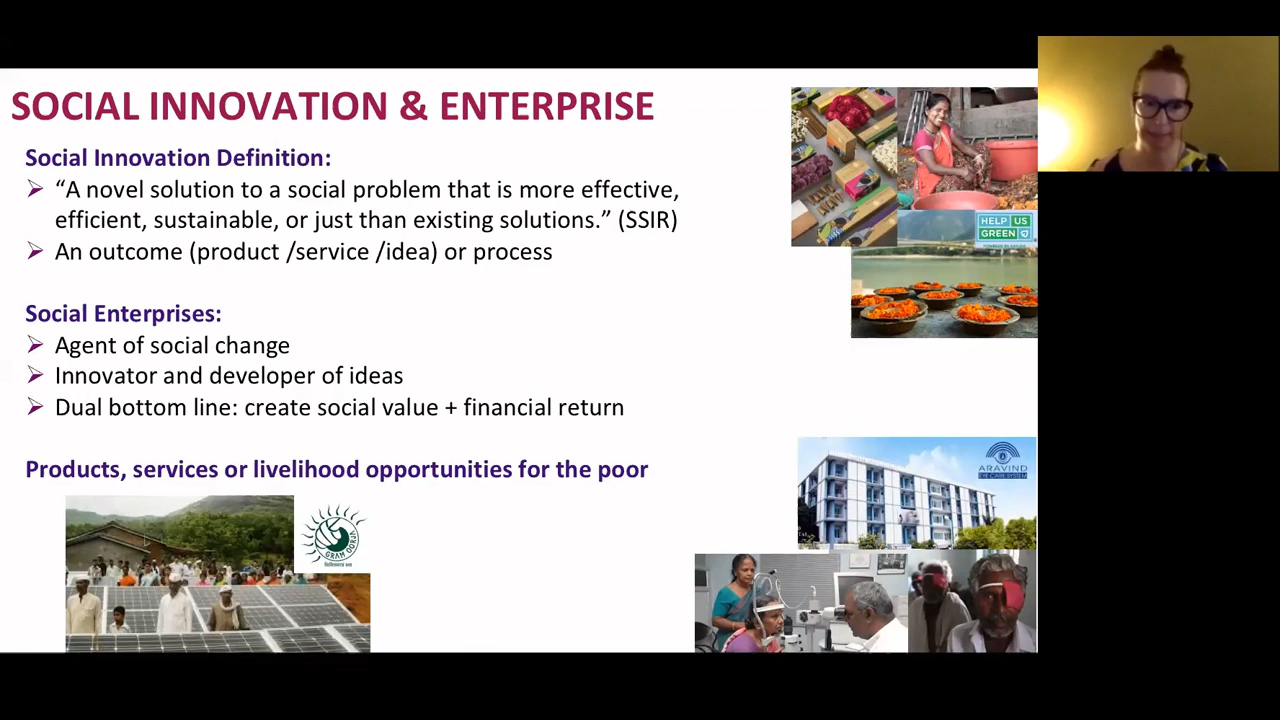 SOCIAL INNOVATION & ENTERPRISE
Social Innovation Definition:
“A novel solution to a social problem that is more effective,
efficient, sustainable, or just than existing solutions.” (SSIR)
An outcome (product /service /idea) or process
Social Enterprises:
Agent of social change
Innovator and developer of ideas
Dual bottom line: create social value + financial return
Products, services or livelihood opportunities for the poor
HELP US
GREEN
ARAVIND
EYE CARE SYSTEM
GRAM OORJA